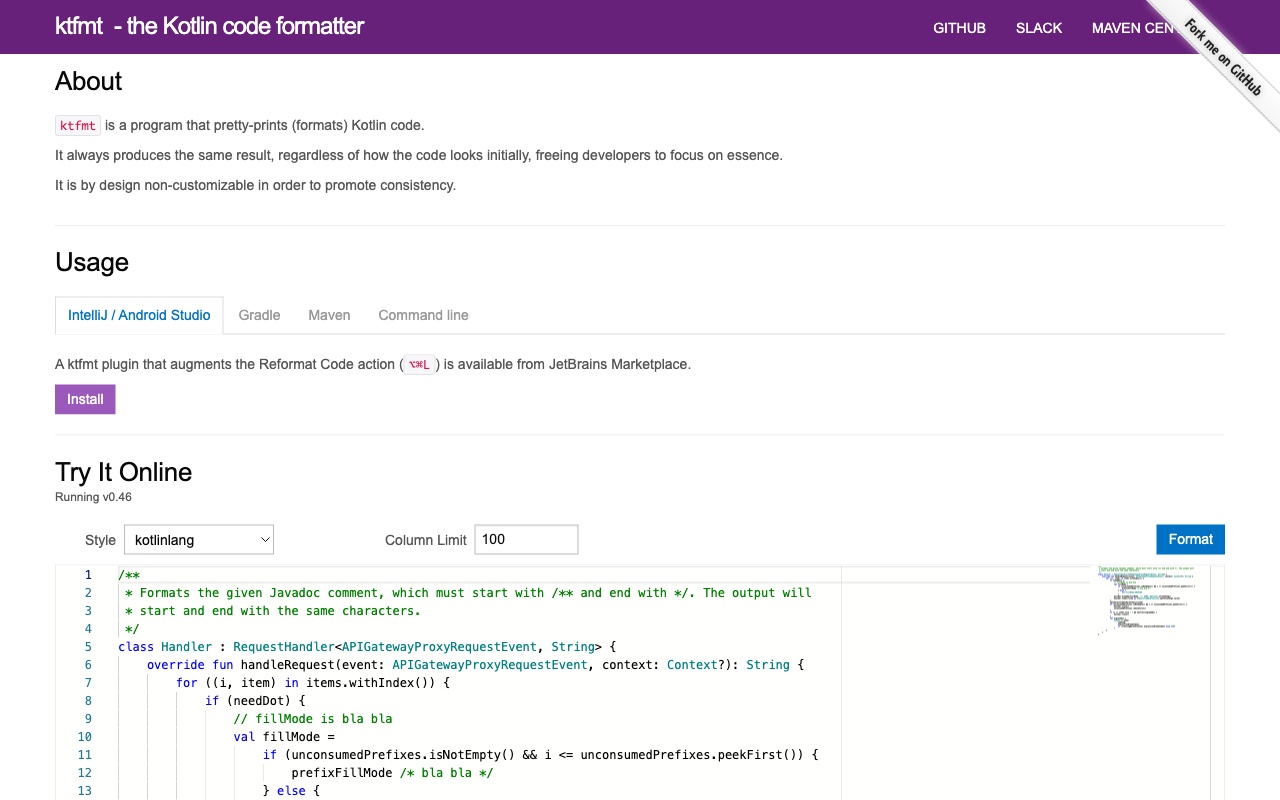 ktfmt - the Kotlin code formatter
GITHUB
SLACK
MAVEN CEN
Fork me on GitHub
About
ktfmt is a program that pretty-prints (formats) Kotlin code.
It always produces the same result, regardless of how the code looks initially, freeing developers to focus on essence.
It is by design non-customizable in order to promote consistency.
Usage
IntelliJ / Android Studio
Gradle
Maven
Command line
A ktfmt plugin that augments the Reformat Code action (⌥⌘L) is available from JetBrains Marketplace.
Install
Try It Online
Running v0.46
Style kotlinlang Column Limit 100 Format
1 /**
2 * Formats the given Javadoc comment, which must start with /** and end with */. The output will
3 * start and end with the same characters.
4 */
5 class Handler : RequestHandler<APIGatewayProxyRequestEvent, String> {
6 override fun handleRequest(event: APIGatewayProxyRequestEvent, context: Context?): String {
7 for ((i, item) in items.withIndex()) {
8 if (needDot) {
9 // fillMode is bla bla
10 val fillMode =
11 if (unconsumedPrefixes.isNotEmpty() && i <= unconsumedPrefixes.peekFirst()) {
12 prefixFillMode /* bla bla */
13 } else {